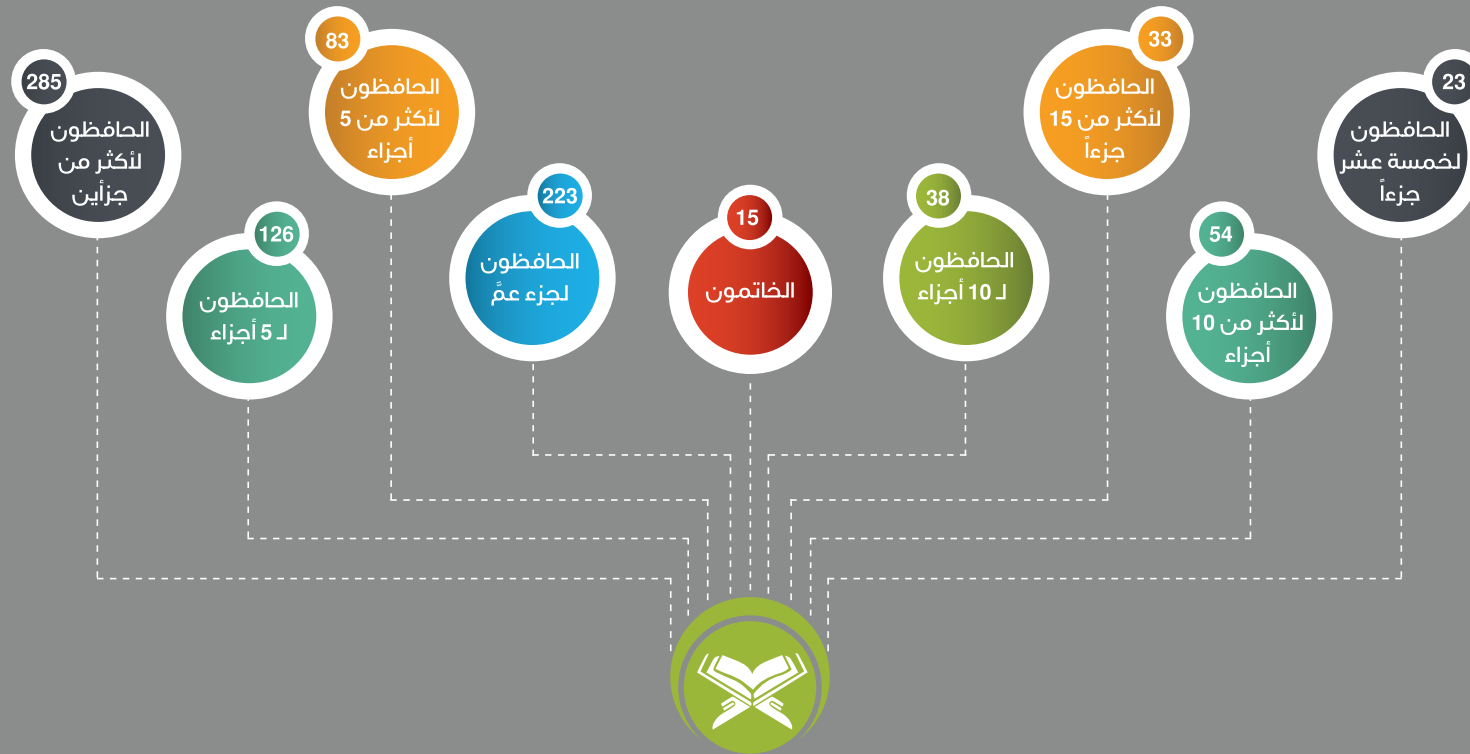 23
الحافظون
لخمسة عشر
جزءاً
33
الحافظون
لأكثر من 15
جزءاً
54
الحافظون
لأكثر من 10
أجزاء
38
الحافظون
لـ 10 أجزاء
15
الخاتمون
223
الحافظون
لجزء عمَّ
83
الحافظون
لأكثر من 5
أجزاء
126
الحافظون
لـ 5 أجزاء
285
الحافظون
لأكثر من
جزأين